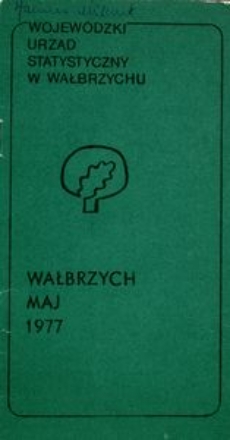 WOJEWÓDZKI
URZĄD
STATYSTYCZNY
W WAŁBRZYCHU
WAŁBRZYCH
MAJ
1977